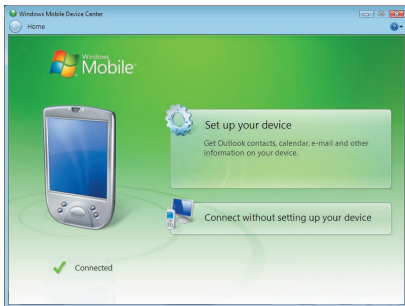 Windows Mobile Device Center
Home
Windows
Mobile
Set up your device
Get Outlook contacts, calendar, e-mail and other
information on your device.
Connect without setting up your device
Connected